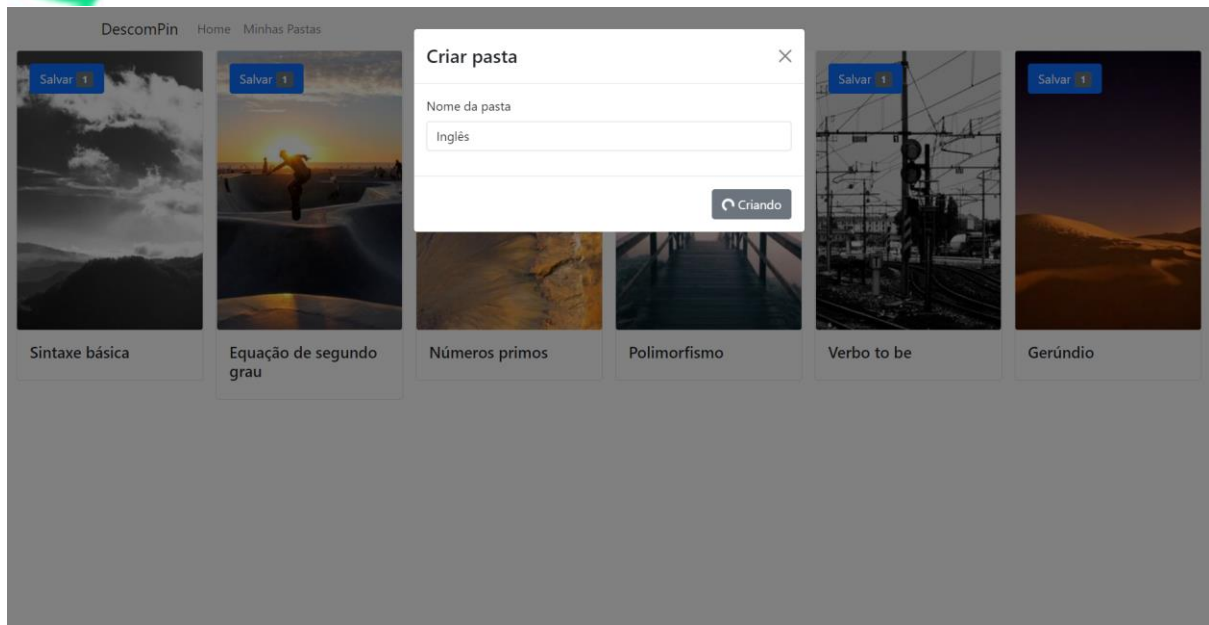 DescomPin Home Minhas Pastas
Criar pasta
Nome da pasta
Inglês
Criando
Salvar 1
Salvar 1
Salvar 1
Salvar 1
Sintaxe básica
Equação de segundo
grau
Números primos
Polimorfismo
Verbo to be
Gerúndio